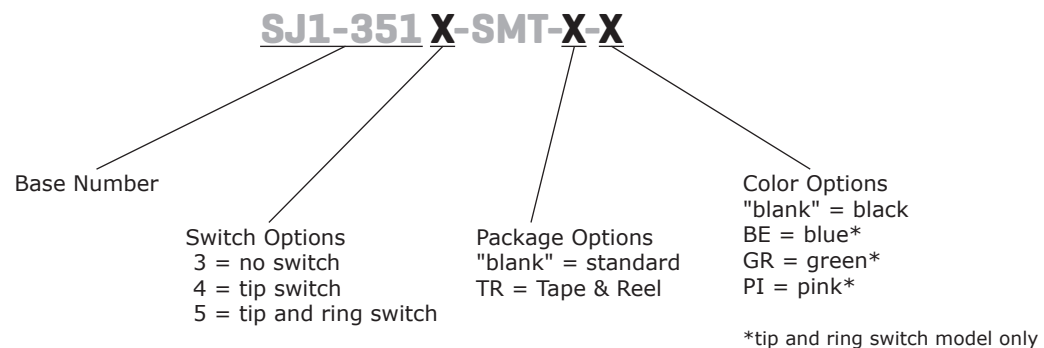 SJ1-351X-SMT-X-X
Base Number
Switch Options
3 = no switch
4 = tip switch
5 = tip and ring switch
Package Options
"blank" = standard
TR = Tape & Reel
Color Options
"blank" = black
BE = blue*
GR = green*
PI = pink*
*tip and ring switch model only